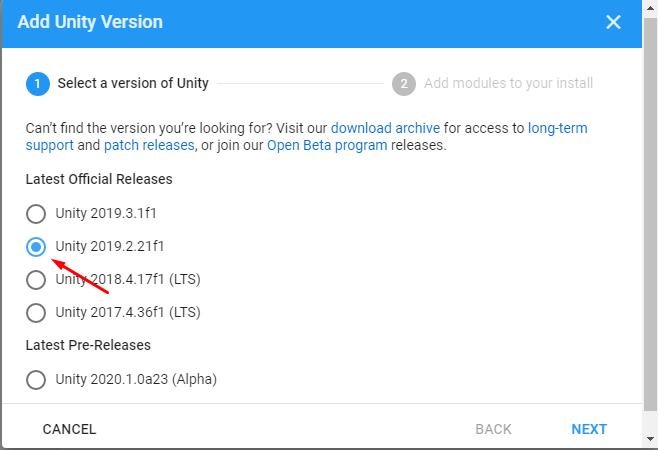 Add Unity Version
1 Select a version of Unity 2 Add modules to your install
Can't find the version you're looking for? Visit our download archive for access to long-term
support and patch releases, or join our Open Beta program releases.
Latest Official Releases
Unity 2019.3.1f1
Unity 2019.2.21f1
Unity 2018.4.17f1 (LTS)
Unity 2017.4.36f1 (LTS)
Latest Pre-Releases
Unity 2020.1.0a23 (Alpha)
CANCEL BACK NEXT